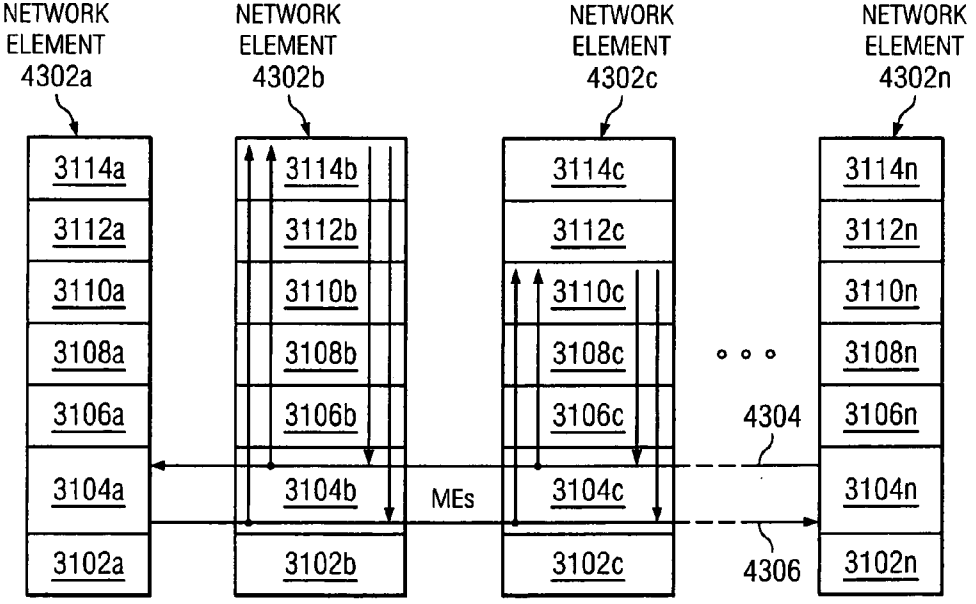 NETWORK NETWORK NETWORK NETWORK
ELEMENT ELEMENT ELEMENT ELEMENT
4302a 4302b 4302c 4302n
3114a 3114b 3114c 3114n
3112a 3112b 3112c 3112n
3110a 3110b 3110c 3110n
3108a 3108b 3108c 3108n
3106a 3106b 3106c 3106n
4304
3104a 3104b MEs 3104c 3104n
3102a 3102b 3102c 4306 3102n